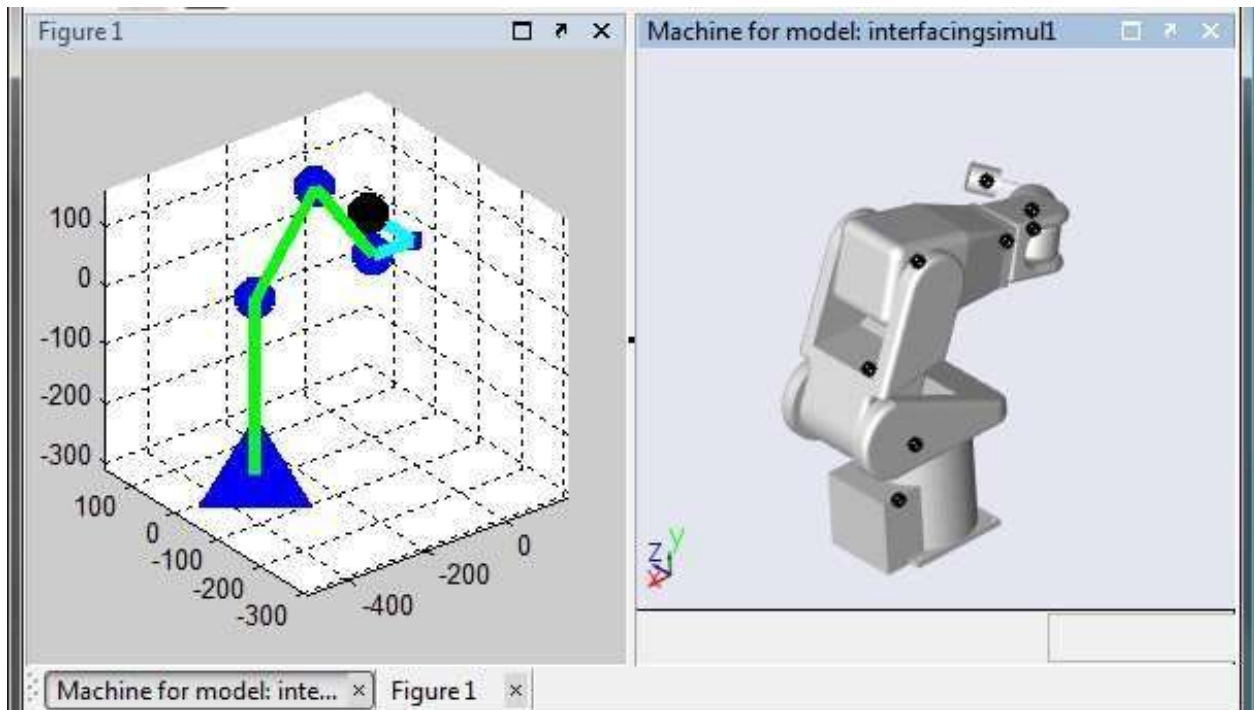 Figure 1
Machine for model: interfacingsimul1
100
0
-100
-200
-300
100
0
-100
-200
-300
-400
-200
0
Z
y
X
Machine for model: inte...
Figure 1